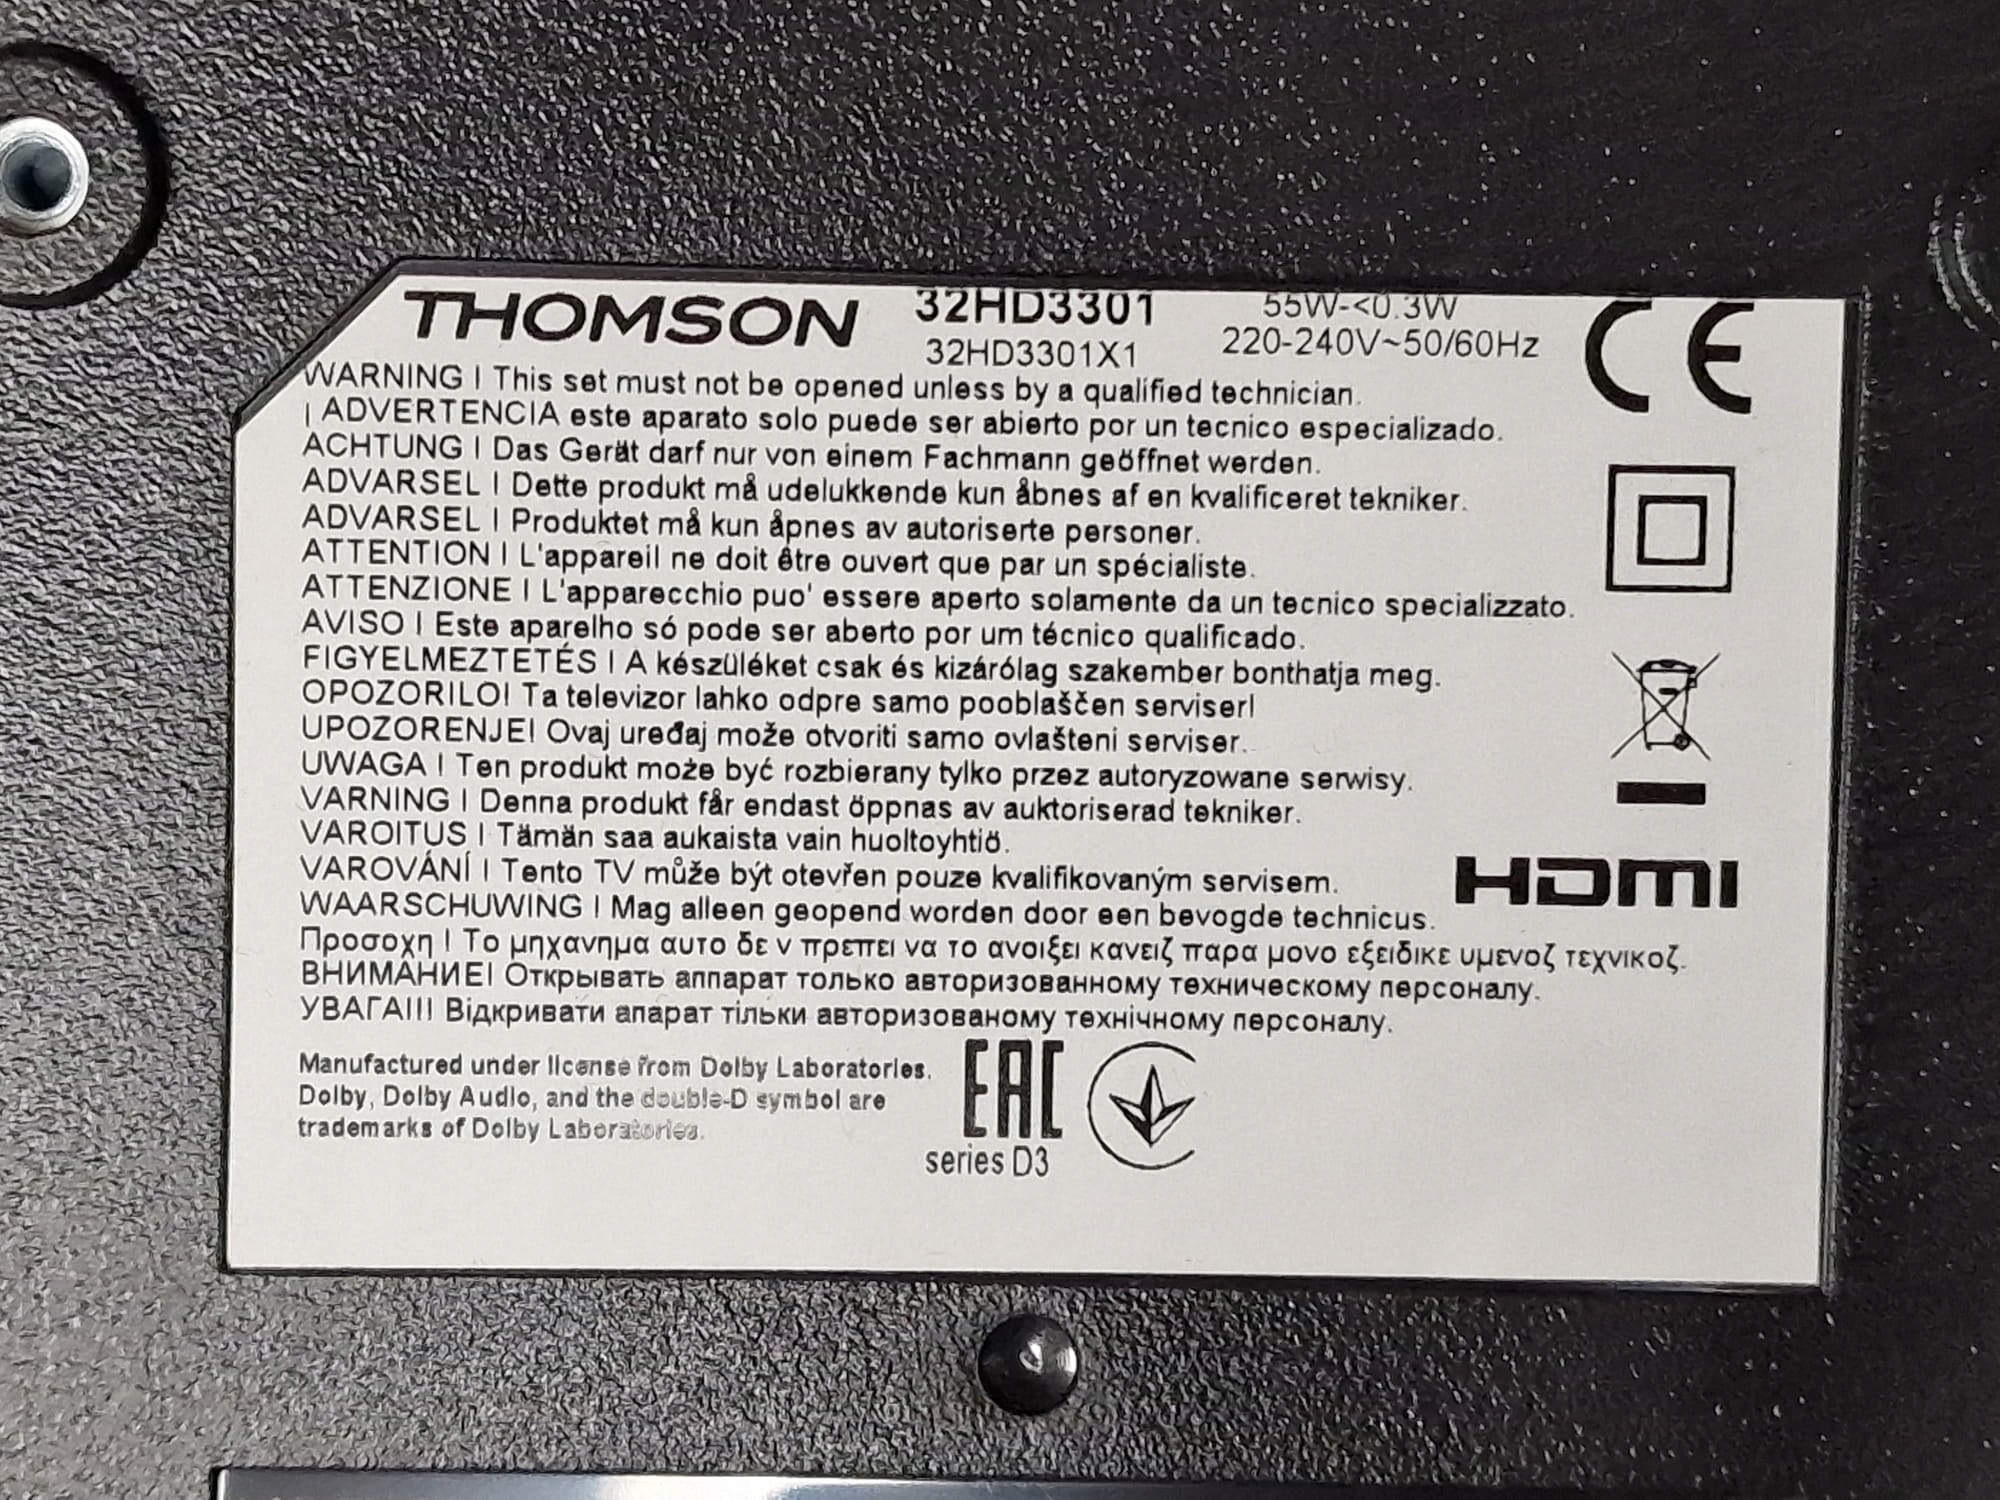 THOMSON
32HD3301
32HD3301X1
55W-<0.3W
220-240V~50/60Hz
CE
WARNING ! This set must not be opened unless by a qualified technician.
¡ ADVERTENCIA este aparato solo puede ser abierto por un tecnico especializado.
ACHTUNG ! Das Gerät darf nur von einem Fachmann geöffnet werden.
ADVARSEL ! Dette produkt må udelukkende kun åbnes af en kvalificeret tekniker.
ADVARSEL ! Produktet må kun åpnes av autoriserte personer.
ATTENTION ! L'appareil ne doit être ouvert que par un spécialiste.
ATTENZIONE ! L'apparecchio puo' essere aperto solamente da un tecnico specializzato.
AVISO ! Este aparelho só pode ser aberto por um técnico qualificado.
FIGYELMEZTETÉS ! A készüléket csak és kizárólag szakember bonthatja meg.
OPOZORILO! Ta televizor lahko odpre samo pooblaščen serviser!
UPOZORENJE! Ovaj uređaj može otvoriti samo ovlašteni serviser.
UWAGA ! Ten produkt może być rozbierany tylko przez autoryzowane serwisy.
VARNING ! Denna produkt får endast öppnas av auktoriserad tekniker.
VAROITUS ! Tämän saa aukaista vain huoltoyhtiö.
VAROVÁNÍ ! Tento TV může být otevřen pouze kvalifikovaným servisem.
WAARSCHUWING ! Mag alleen geopend worden door een bevogde technicus.
Προσοχη ! Το μηχανημα αυτο δε ν πρεπει να το ανοιξει κανειζ παρα μονο εξειδικε υμενοζ τεχνικοζ.
ВНИМАНИЕ! Открывать аппарат только авторизованному техническому персоналу.
УВАГА!!! Відкривати апарат тільки авторизованому технічному персоналу.
HDMI
Manufactured under license from Dolby Laboratories.
Dolby, Dolby Audio, and the double-D symbol are
trademarks of Dolby Laboratories.
EAC
series D3